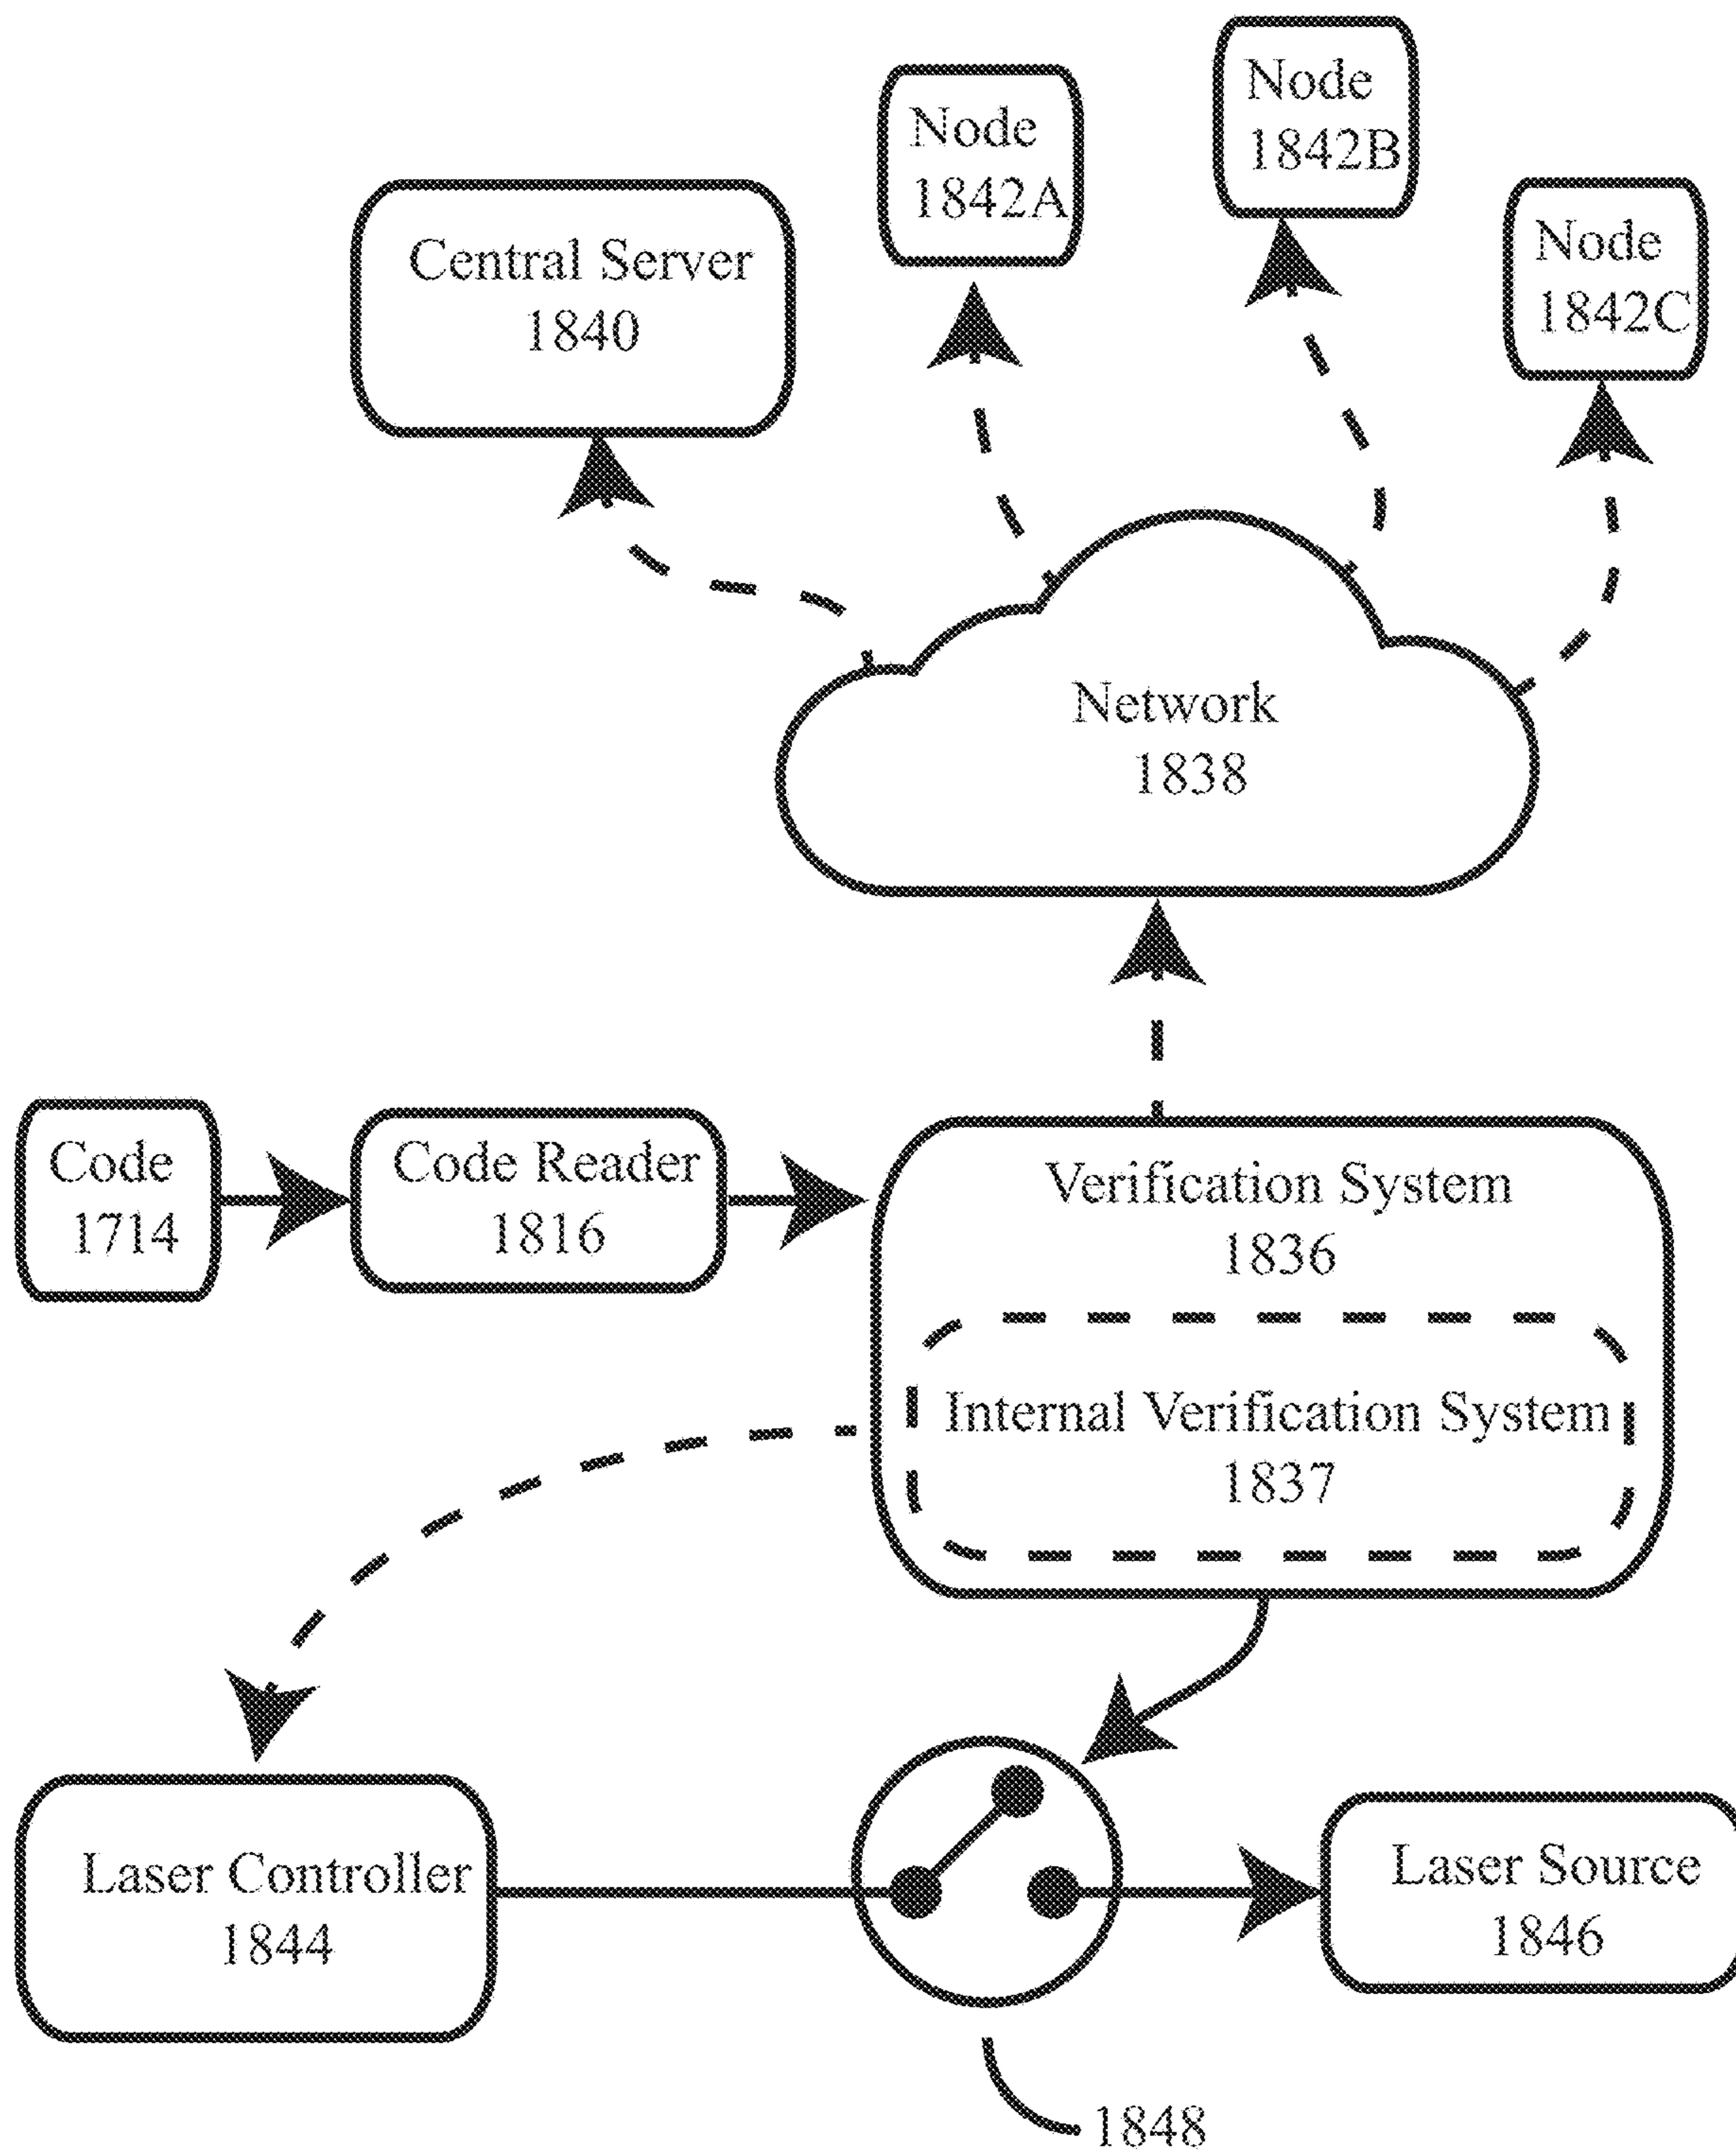 Node
1842B
Node
1842A
Node
1842C
Central Server
1840
Network
1838
Code
1714
Code Reader
1816
Verification System
1836
Internal Verification System
1837
Laser Controller
1844
Laser Source
1846
1848